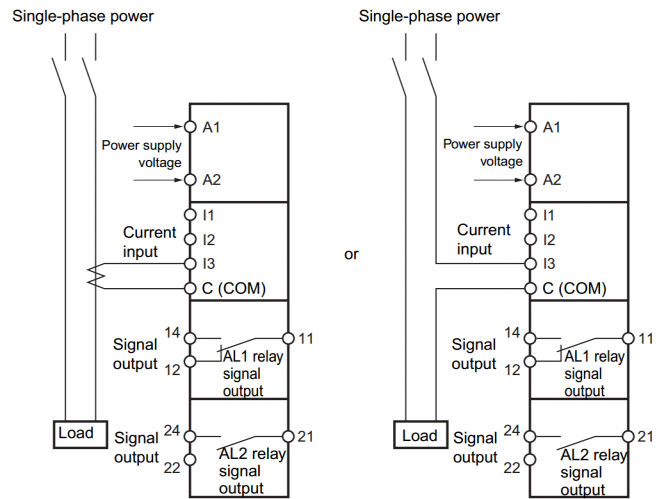 Single-phase power
A1
Power supply
voltage
A2
I1
I2
Current
input
I3
C (COM)
Signal
output
14
12
11
AL1 relay
signal
output
Load
Signal
output
24
22
21
AL2 relay
signal
output
or
Single-phase power
A1
Power supply
voltage
A2
I1
I2
Current
input
I3
C (COM)
Signal
output
14
12
11
AL1 relay
signal
output
Load
Signal
output
24
22
21
AL2 relay
signal
output